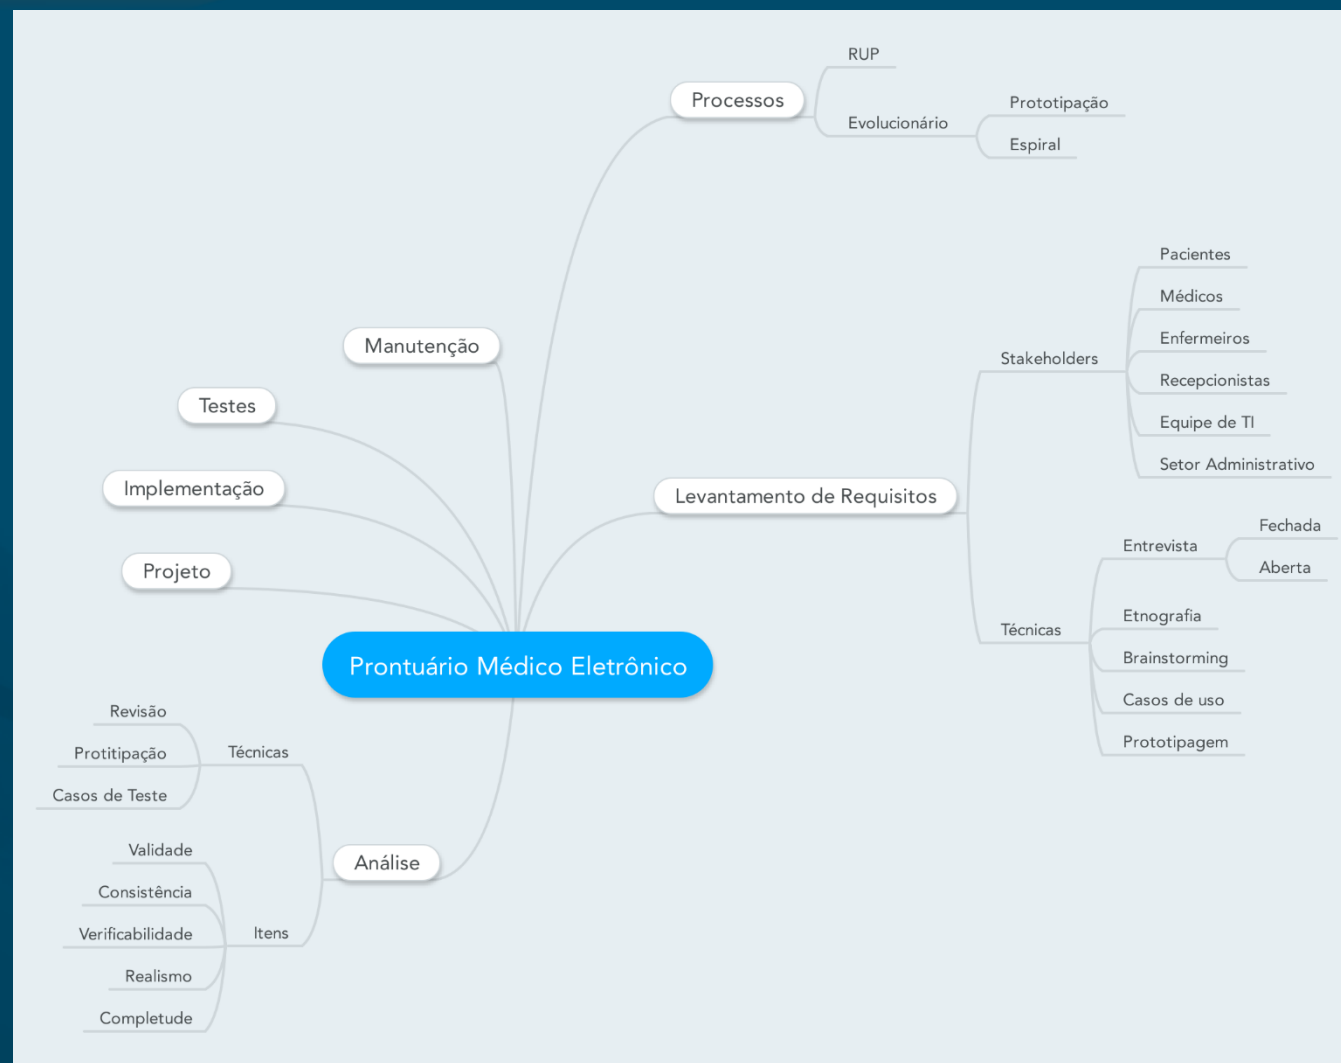 RUP
Processos
Prototipação
Evolucionário
Espiral
Pacientes
Médicos
Enfermeiros
Stakeholders
Recepcionistas
Equipe de TI
Setor Administrativo
Manutenção
Testes
Implementação
Projeto
Levantamento de Requisitos
Fechada
Entrevista
Aberta
Etnografia
Técnicas
Brainstorming
Casos de uso
Prototipagem
Prontuário Médico Eletrônico
Revisão
Protitipação
Técnicas
Casos de Teste
Análise
Validade
Consistência
Verificabilidade
Itens
Realismo
Completude